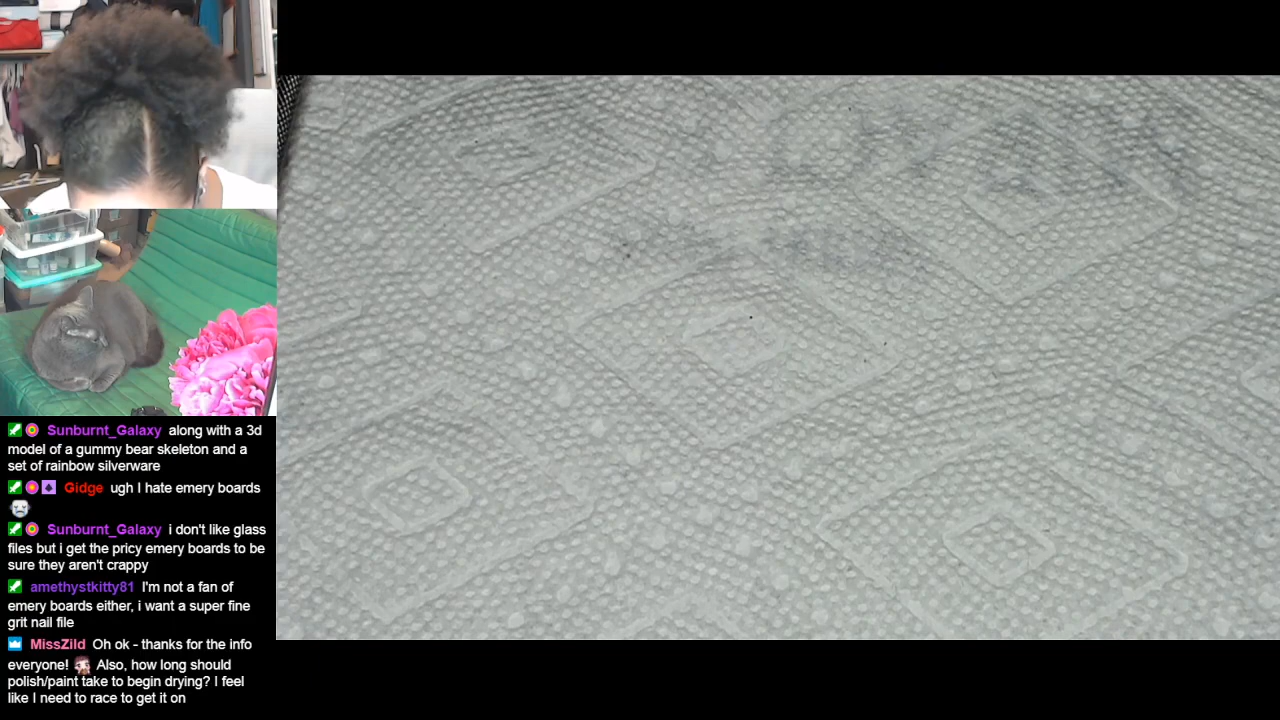 Sunburnt_Galaxy along with a 3d
model of a gummy bear skeleton and a
set of rainbow silverware
Gidge ugh I hate emery boards
Sunburnt_Galaxy i don't like glass
files but i get the pricy emery boards to be
sure they aren't crappy
amethystkitty81 I'm not a fan of
emery boards either, i want a super fine
grit nail file
MissZild Oh ok - thanks for the info
everyone! Also, how long should
polish/paint take to begin drying? I feel
like I need to race to get it on